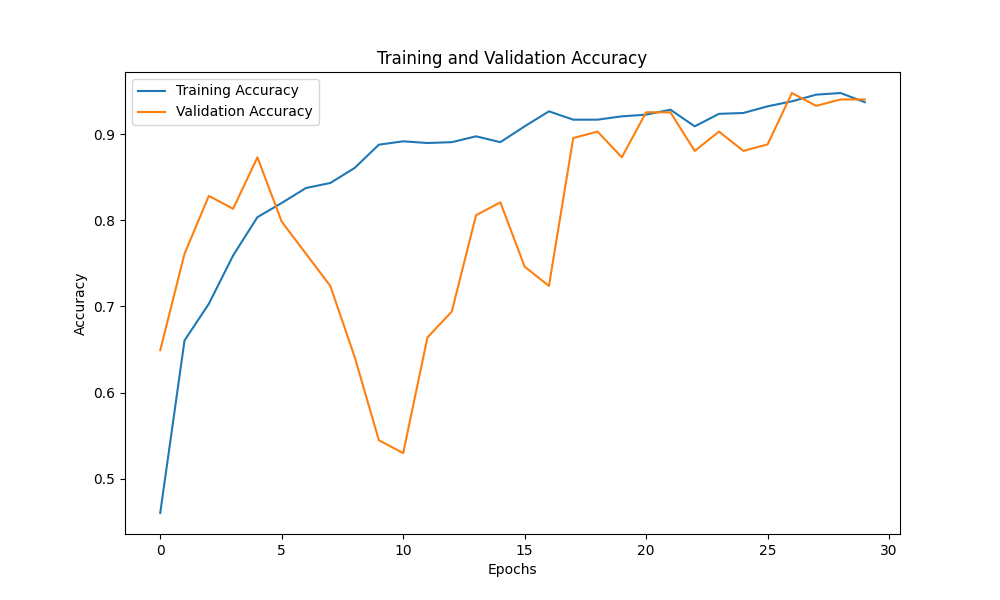 Training and Validation Accuracy
Training Accuracy
Validation Accuracy
Accuracy
0.9
0.8
0.7
0.6
0.5
0 5 10 15 20 25 30
Epochs